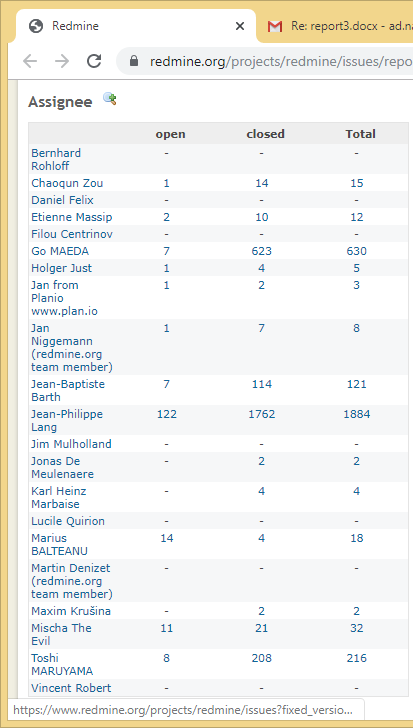 Redmine
Re: report3.docx - ad.na
redmine.org/projects/redmine/issues/repo
Assignee
open closed Total
Bernhard
Rohloff - - -
Chaoqun Zou 1 14 15
Daniel Felix - - -
Etienne Massip 2 10 12
Filou Centrinov - - -
Go MAEDA 7 623 630
Holger Just 1 4 5
Jan from 1 2 3
Planio
www.plan.io
Jan 1 7 8
Niggemann
(redmine.org
team member)
Jean-Baptiste 7 114 121
Barth
Jean-Philippe 122 1762 1884
Lang
Jim Mulholland - - -
Jonas De - 2 2
Meulenaere
Karl Heinz - 4 4
Marbaise
Lucile Quirion - - -
Marius 14 4 18
BALTEANU
Martin Denizet - - -
(redmine.org
team member)
Maxim Krušina - 2 2
Mischa The 11 21 32
Evil
Toshi 8 208 216
MARUYAMA
Vincent Robert - - -
https://www.redmine.org/projects/redmine/issues?fixed_versio...